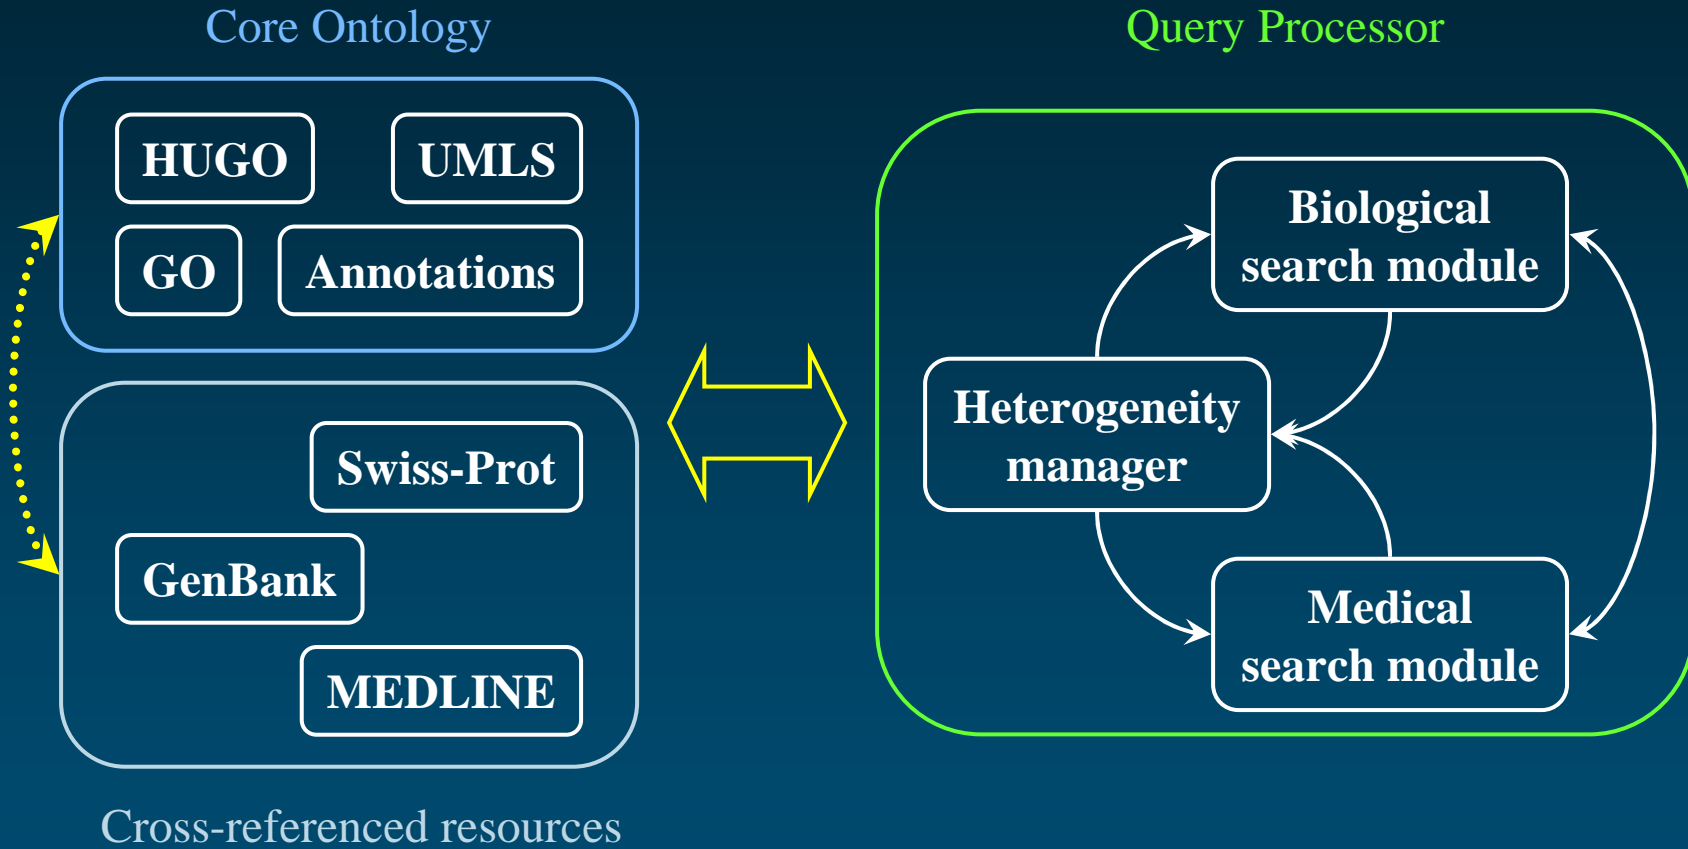 Core Ontology
HUGO
UMLS
GO
Annotations
Swiss-Prot
GenBank
MEDLINE
Cross-referenced resources
Query Processor
Biological
search module
Heterogeneity
manager
Medical
search module